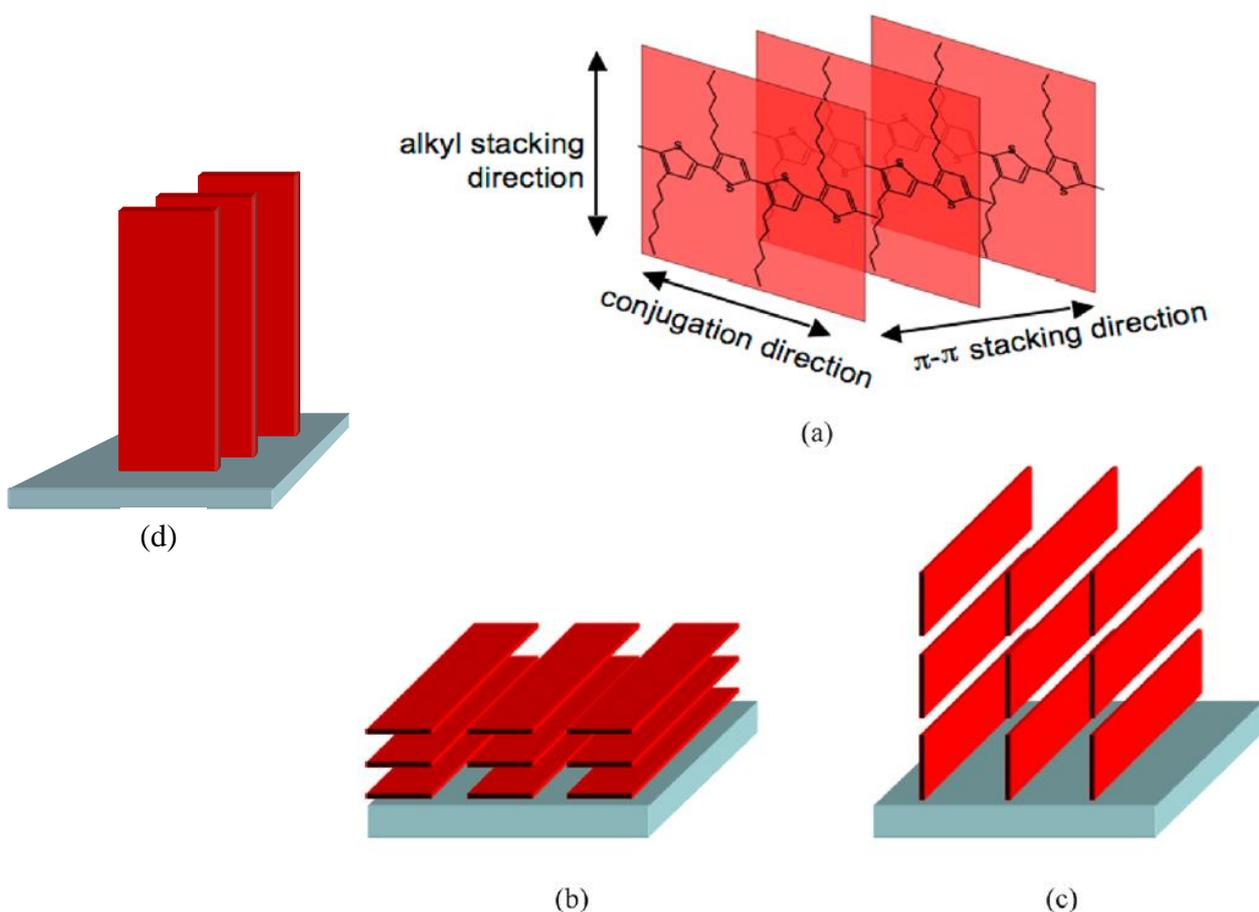 alkyl stacking
direction
S
S
S
S
S
S
S
S
conjugation direction
π-π stacking direction
(a)
(d)
(b)
(c)